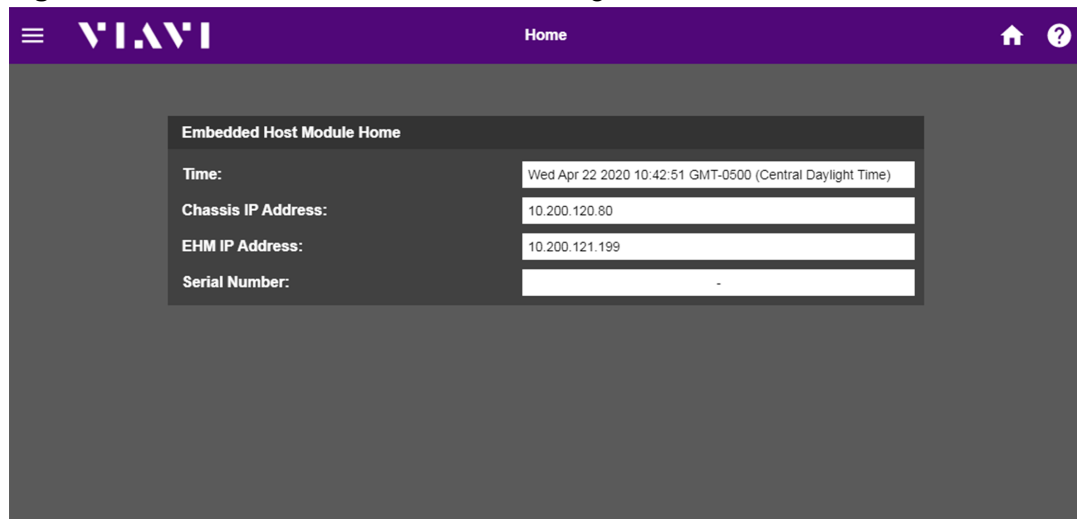 VIAVI
Home
?
Embedded Host Module Home
Time:
Wed Apr 22 2020 10:42:51 GMT-0500 (Central Daylight Time)
Chassis IP Address:
10.200.120.80
EHM IP Address:
10.200.121.199
Serial Number:
-